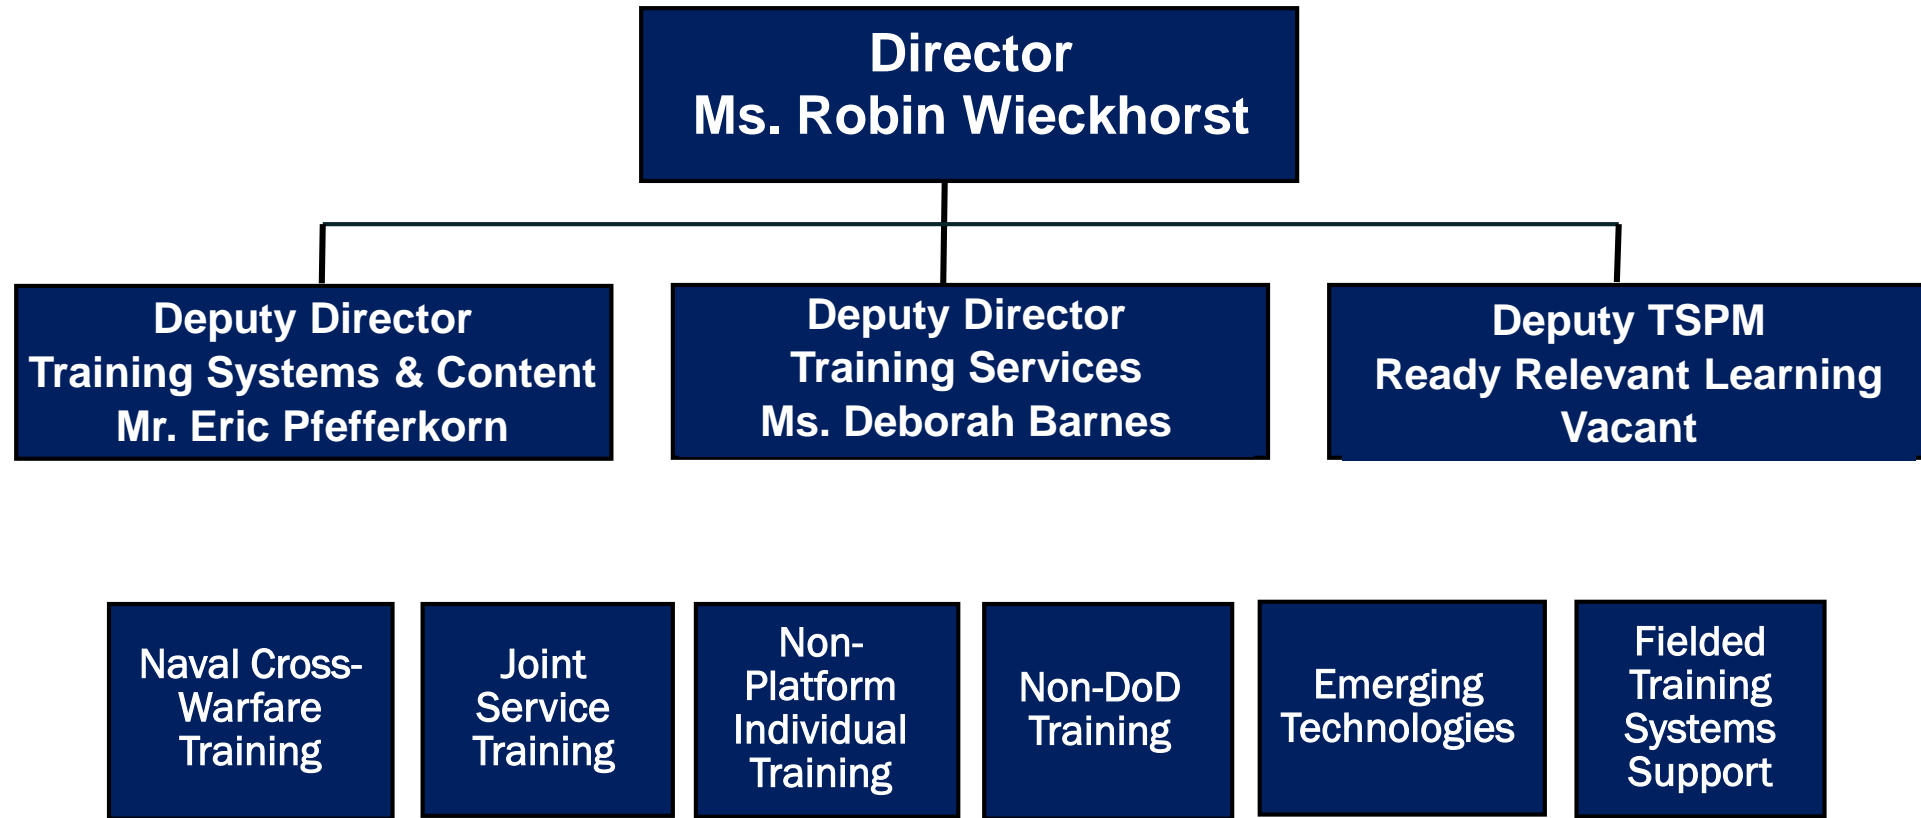 Director
Ms. Robin Wieckhorst
Deputy Director
Training Systems & Content
Mr. Eric Pfefferkorn
Deputy Director
Training Services
Ms. Deborah Barnes
Deputy TSPM
Ready Relevant Learning
Vacant
Naval Cross-
Warfare
Training
Joint
Service
Training
Non-
Platform
Individual
Training
Non-DoD
Training
Emerging
Technologies
Fielded
Training
Systems
Support